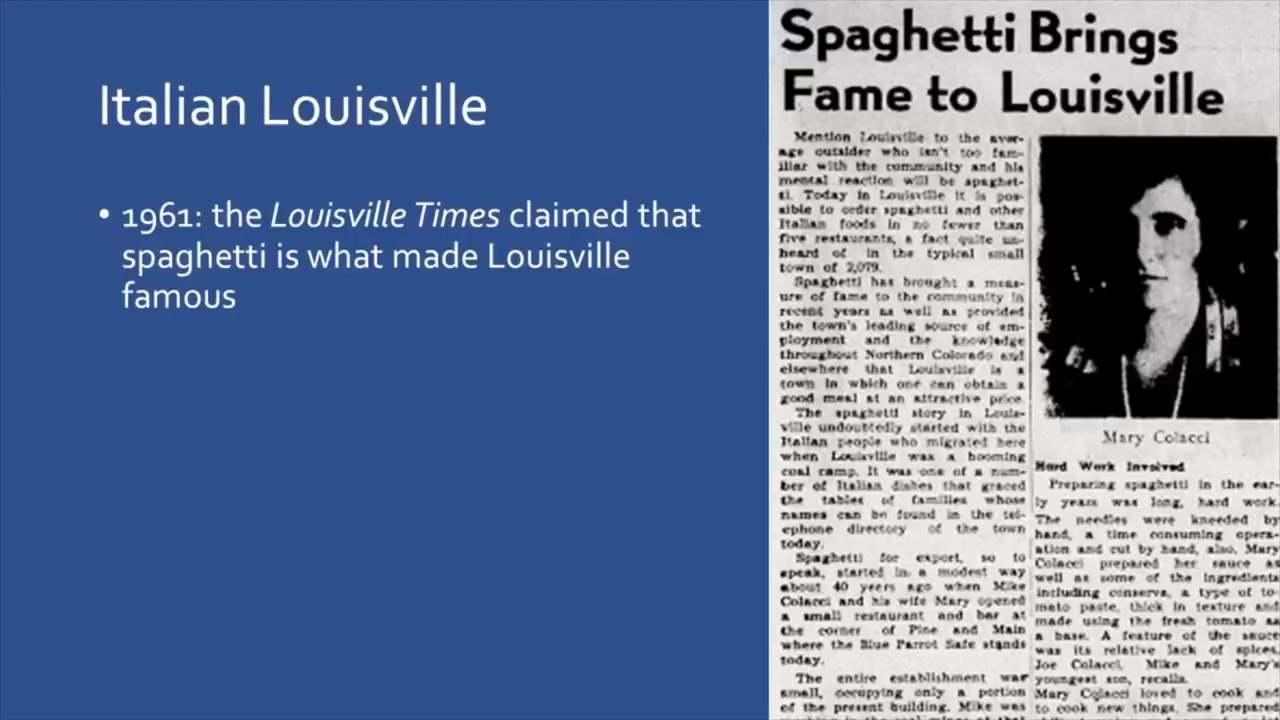 Italian Louisville
• 1961: the Louisville Times claimed that
spaghetti is what made Louisville
famous
Spaghetti Brings
Fame to Louisville
Mention Louisville to the aver-
age outsider who isn't too fam-
iliar with the community and his
mental reaction will be spaghet-
ti. Today in Louisville it is pos-
sible to order spaghetti and other
Italian foods in no fewer than
five restaurants, a fact quite un-
heard of in the typical small
town of 2,079.
Spaghetti has brought a meas-
ure of fame to the community in
recent years as well as provided
the town's leading source of em-
ployment and the knowledge
throughout Northern Colorado and
elsewhere that Louisville is a
town in which one can obtain a
good meal at an attractive price.
The spaghetti story in Louis-
ville undoubtedly started with the
Italian people who migrated here
when Louisville was a booming
coal camp. It was one of a num-
ber of Italian dishes that graced
the tables of families whose
names can be found in the tel-
ephone directory of the town
today.
Spaghetti for export, so to
speak, started in a modest way
about 40 years ago when Mike
Colacci and his wife Mary opened
a small restaurant and bar at
the corner of Pine and Main
where the Blue Parrot Safe stands
today.
The entire establishment was
small, occupying only a portion
of the present building. Mike was
Mary Colacci
Hard Work Involved
Preparing spaghetti in the ear-
ly years was long, hard work.
The needles were kneeded by
hand, a time consuming opera-
ation and cut by hand, also. Mary
Colacci prepared her sauce as
well as some of the ingredients
including conserva, a type of to-
mato paste, thick in texture and
made using the fresh tomato as
a base. A feature of the sauce
was its relative lack of spices,
Joe Colacci, Mike and Mary's
youngest son, recalls.
Mary Colacci loved to cook and
to cook new things. She prepared